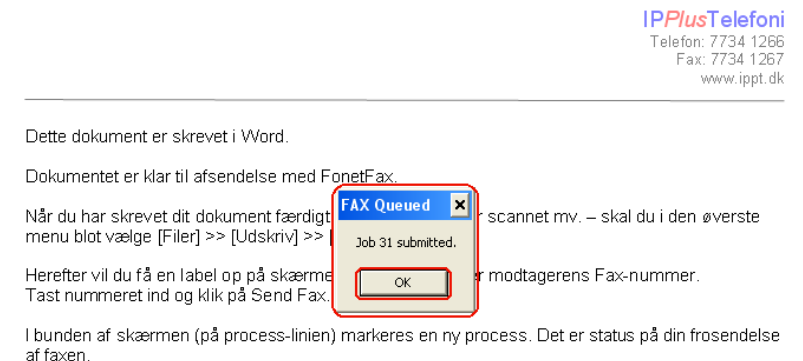 IPPlusTelefoni
Telefon: 7734 1266
Fax: 7734 1267
www.ippt.dk
Dette dokument er skrevet i Word.
Dokumentet er klar til afsendelse med FonetFax.
Når du har skrevet dit dokument færdigt scannet mv. – skal du i den øverste
menu blot vælge [Filer] >> [Udskriv] >>
FAX Queued
Job 31 submitted.
OK
Herefter vil du få en label op på skærme modtagerens Fax-nummer.
Tast nummeret ind og klik på Send Fax.
I bunden af skærmen (på process-linien) markeres en ny process. Det er status på din frosendelse
af faxen.